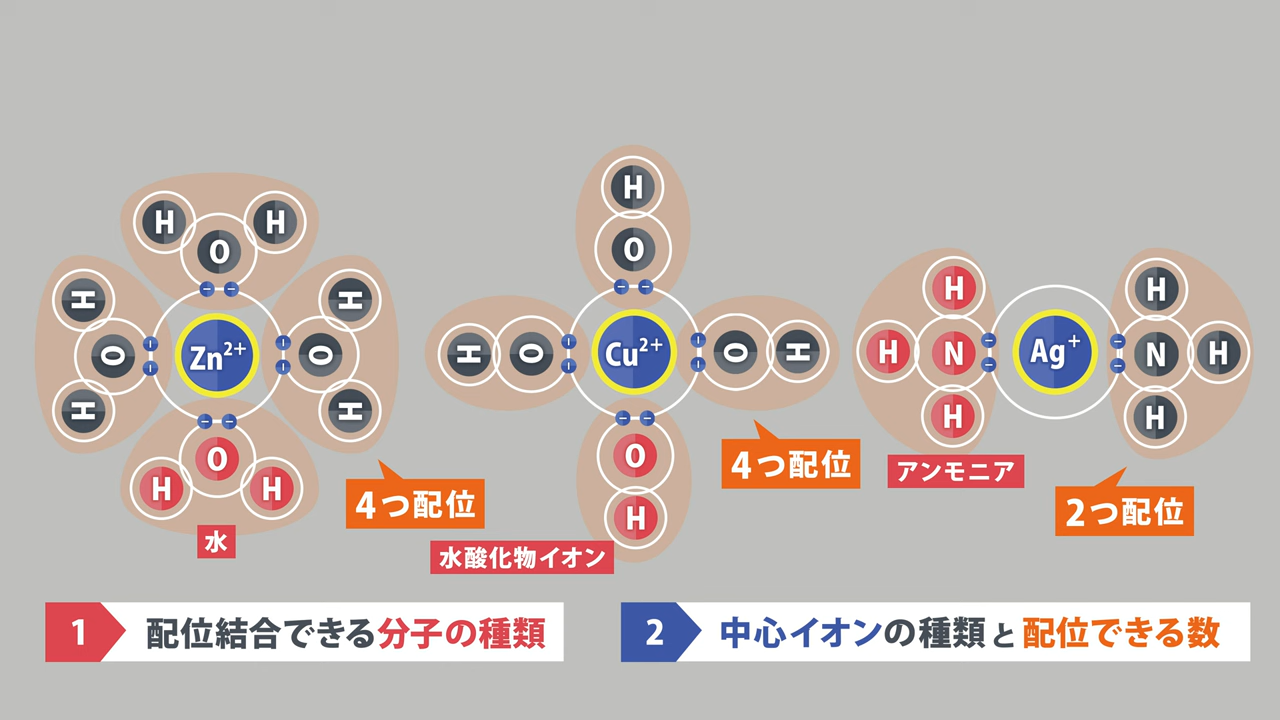 H H
O
H
O
H
Zn2+
− −
− −
− −
− −
H
O
H
O
H H
水
4つ配位
H
O
− −
H O
− −
Cu2+
− −
O H
− −
O
H
水酸化物イオン
4つ配位
H
H N
H
− −
Ag+
− −
H
N H
H
アンモニア
2つ配位
1 配位結合できる分子の種類
2 中心イオンの種類と配位できる数